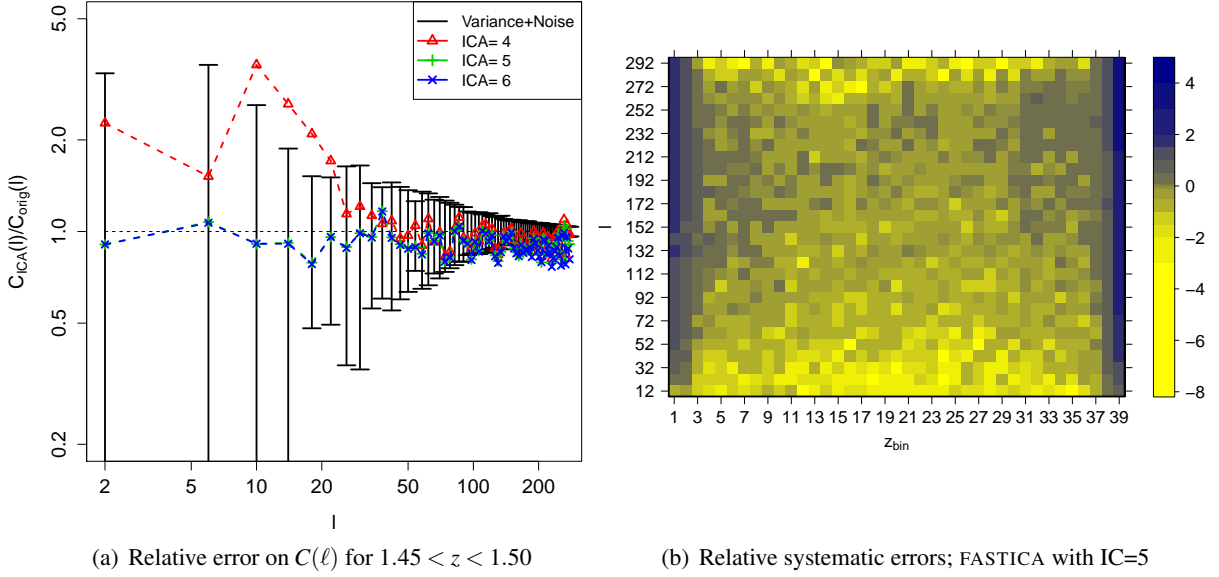 5.0
2.0
1.0
0.5
0.2
C_ICA(l)/C_orig(l)
2 5 10 20 50 100 200
l
Variance+Noise
ICA= 4
ICA= 5
ICA= 6
(a) Relative error on C(ℓ) for 1.45 < z < 1.50
292
272
252
232
212
192
172
152
132
112
92
72
52
32
12
l
1 3 5 7 9 11 13 15 17 19 21 23 25 27 29 31 33 35 37 39
z_bin
4
2
0
−2
−4
−6
−8
(b) Relative systematic errors; FASTICA with IC=5